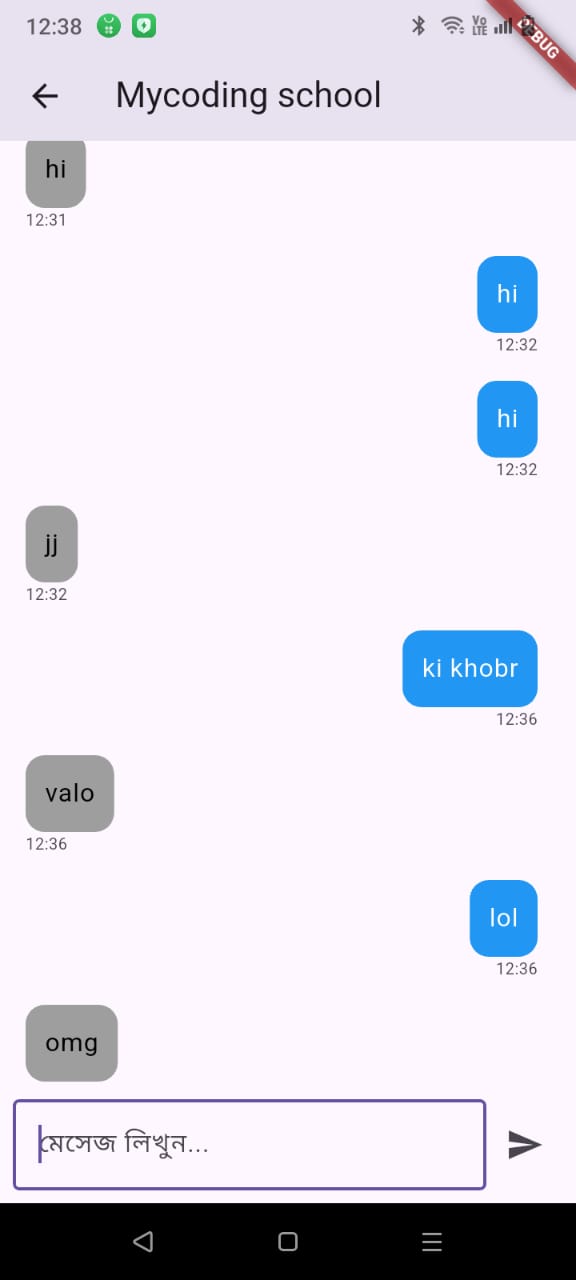 12:38
Vo
LTE
DEBUG
Mycoding school
hi
12:31
hi
12:32
hi
12:32
jj
12:32
ki khobr
12:36
valo
12:36
lol
12:36
omg
মেসেজ লিখুন...